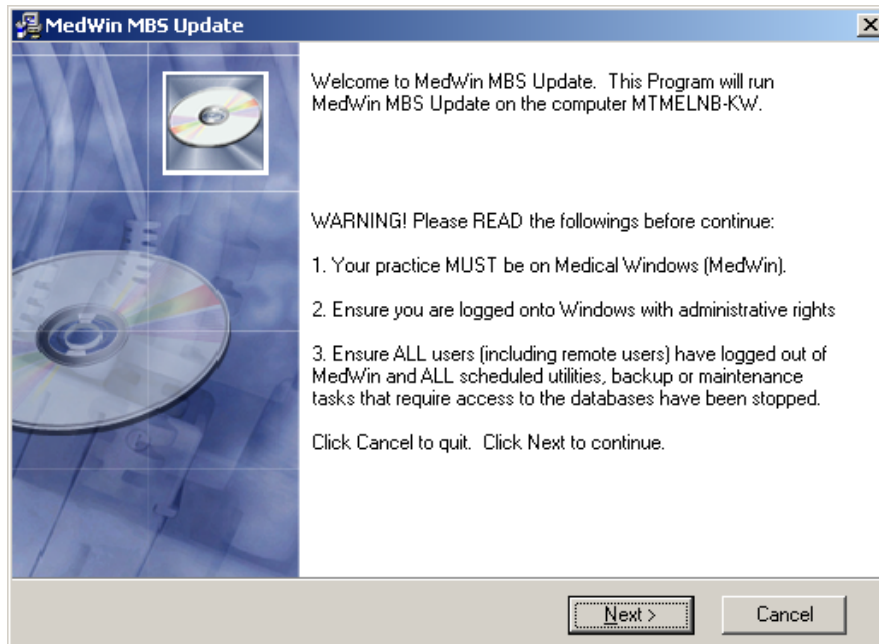 MedWin MBS Update
Welcome to MedWin MBS Update.  This Program will run
MedWin MBS Update on the computer MTMELNB-KW.
WARNING! Please READ the followings before continue:
1. Your practice MUST be on Medical Windows (MedWin).
2. Ensure you are logged onto Windows with administrative rights
3. Ensure ALL users (including remote users) have logged out of
MedWin and ALL scheduled utilities, backup or maintenance
tasks that require access to the databases have been stopped.
Click Cancel to quit.  Click Next to continue.
Next >
Cancel